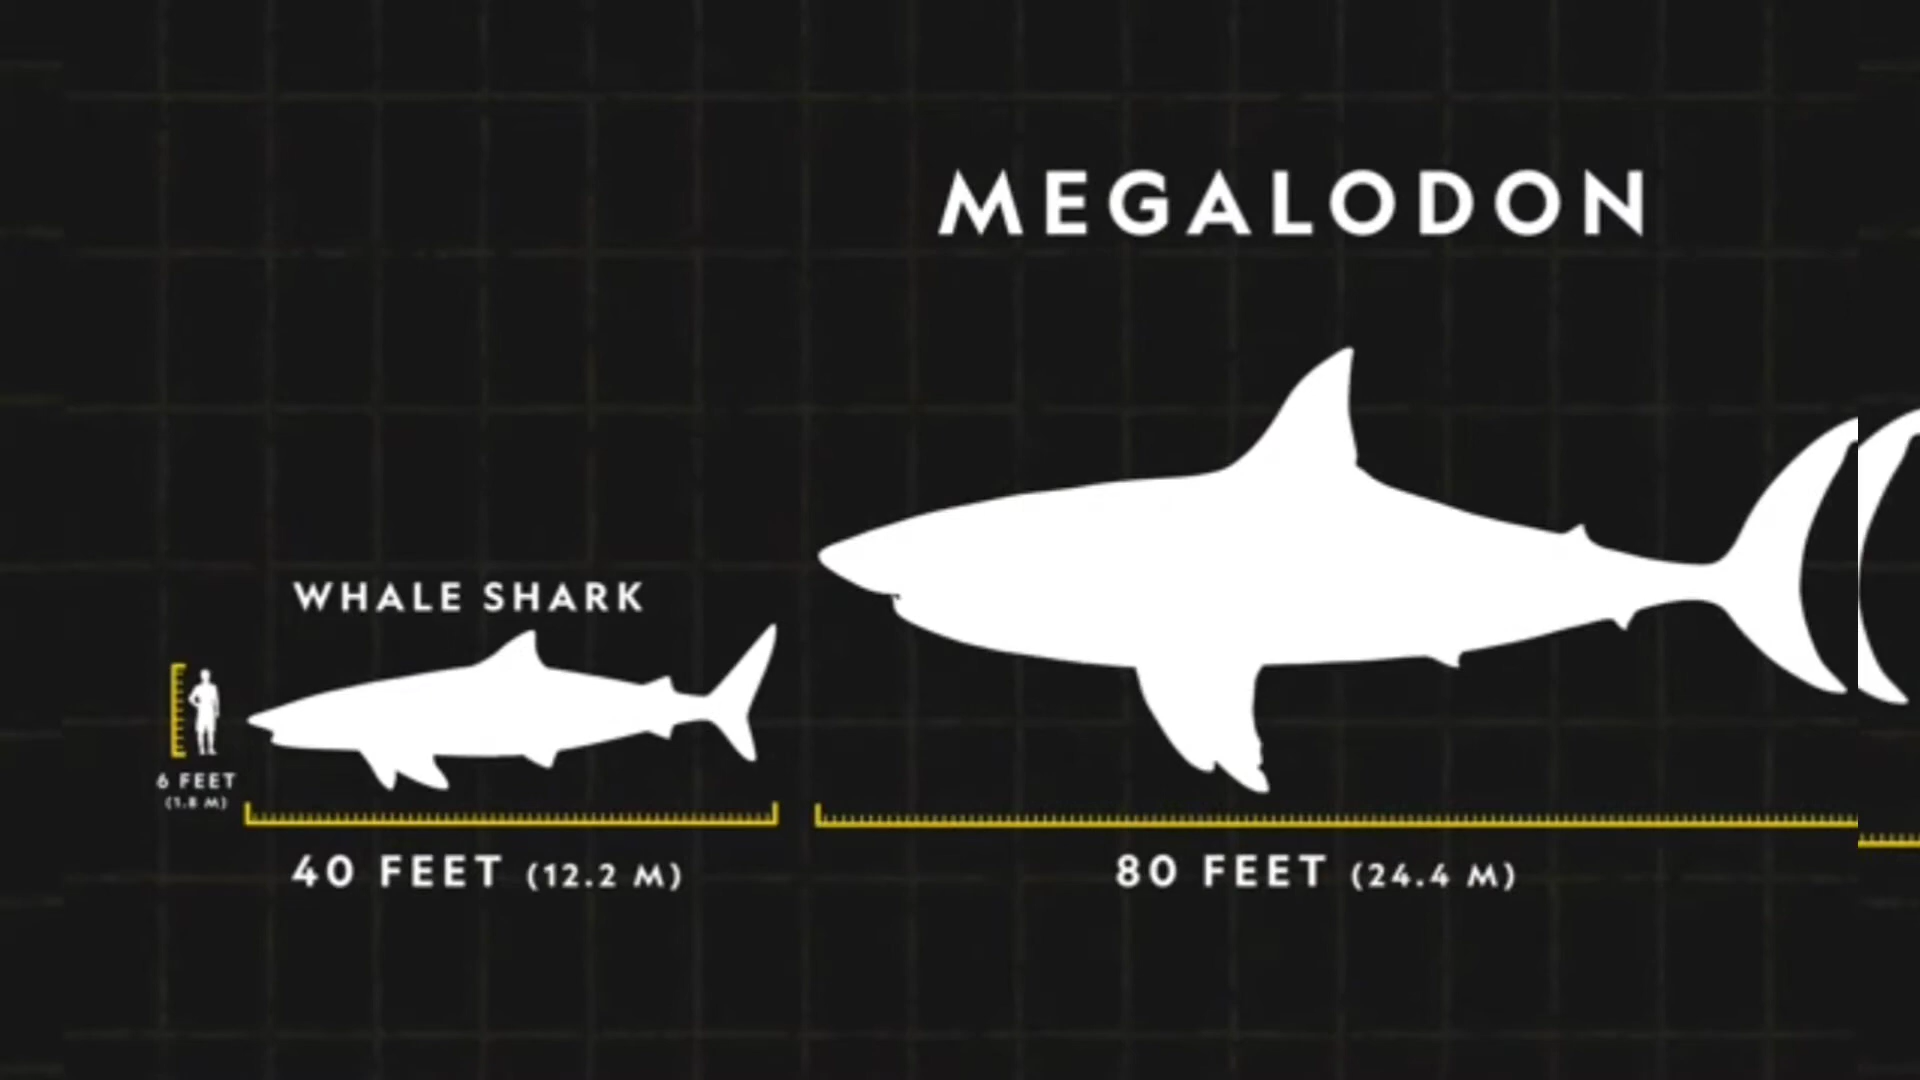 MEGALODON
WHALE SHARK
6 FEET
(1.8 M)
40 FEET (12.2 M)
80 FEET (24.4 M)